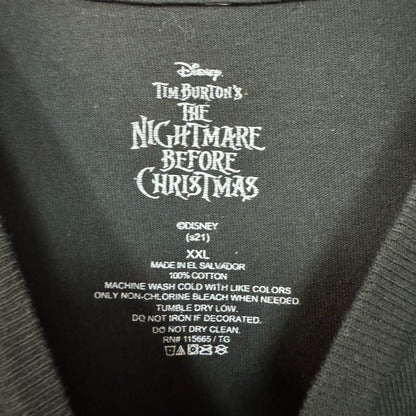 Disney
TIM BURTON'S
THE
NIGHTMARE
BEFORE
CHRISTMAS
©DISNEY
(s21)
XXL
MADE IN EL SALVADOR
100% COTTON
MACHINE WASH COLD WITH LIKE COLORS
ONLY NON-CHLORINE BLEACH WHEN NEEDED.
TUMBLE DRY LOW.
DO NOT IRON IF DECORATED.
DO NOT DRY CLEAN.
RN# 115665 / TG